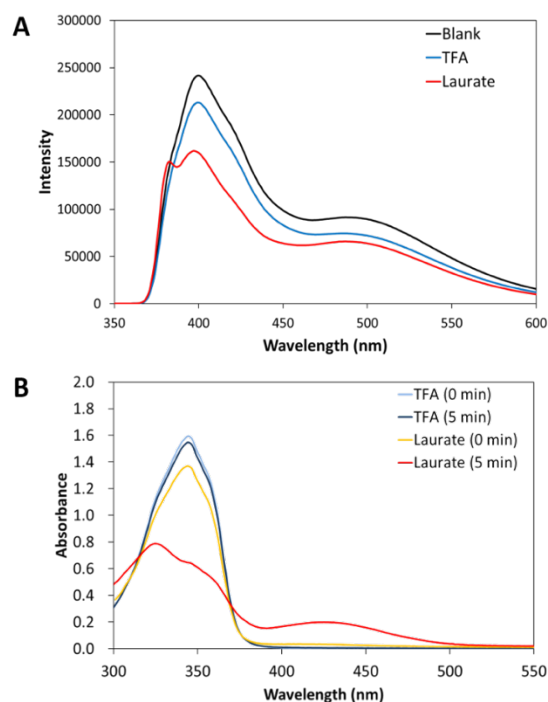 A
Blank
TFA
Laurate
300000
250000
200000
150000
100000
50000
0
Intensity
350 400 450 500 550 600
Wavelength (nm)
B
TFA (0 min)
TFA (5 min)
Laurate (0 min)
Laurate (5 min)
2.0
1.8
1.6
1.4
1.2
1.0
0.8
0.6
0.4
0.2
0.0
Absorbance
300 350 400 450 500 550
Wavelength (nm)